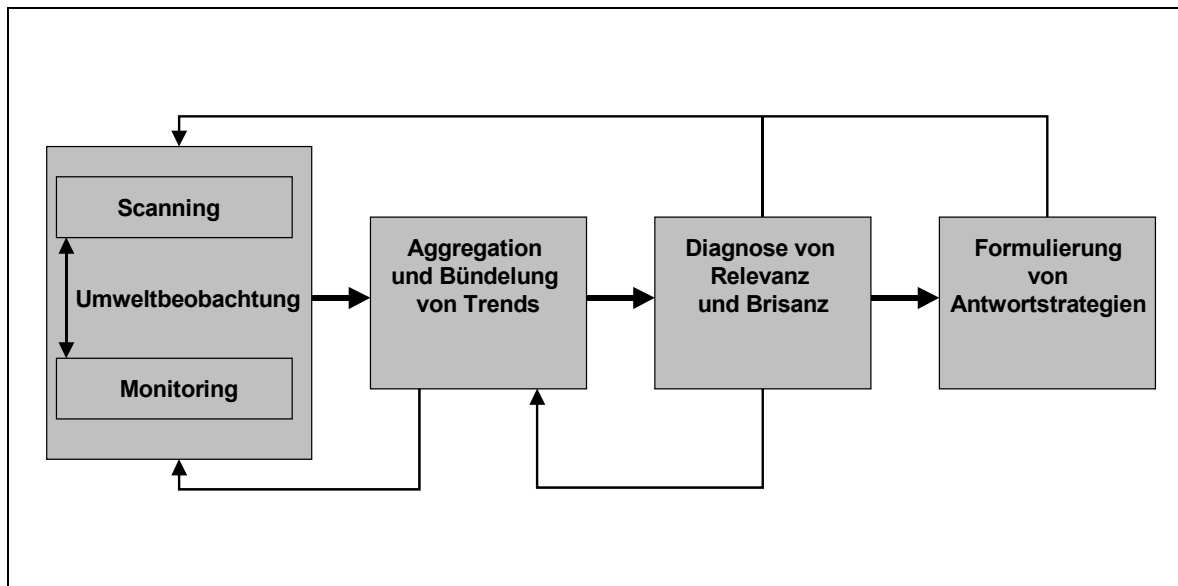 Scanning
Umweltbeobachtung
Monitoring
Aggregation
und Bündelung
von Trends
Diagnose von
Relevanz
und Brisanz
Formulierung
von
Antwortstrategien